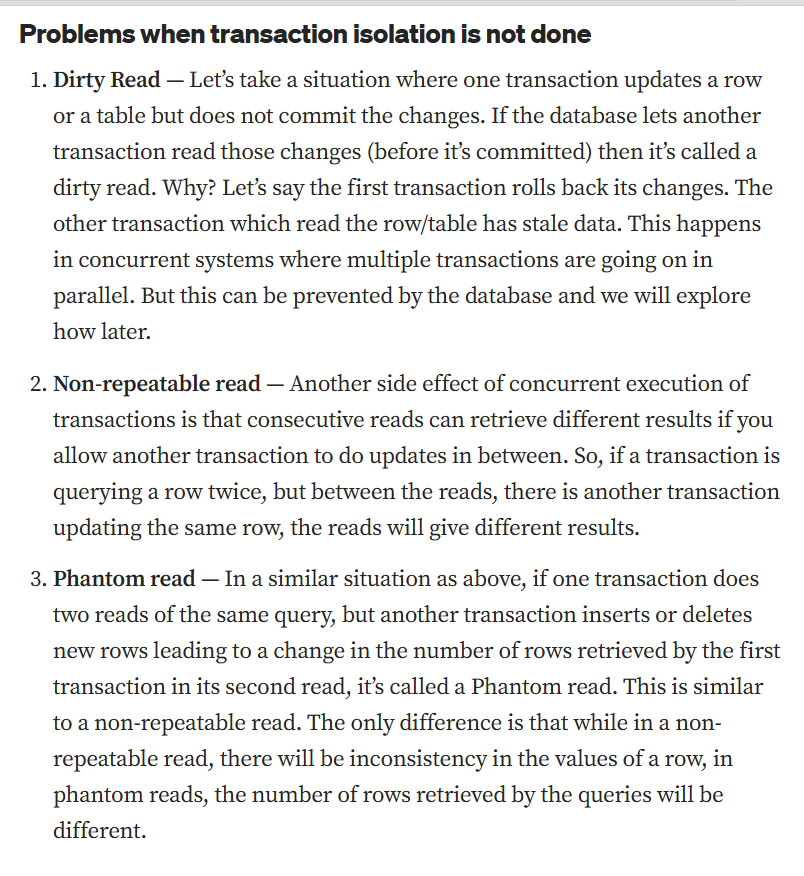 Problems when transaction isolation is not done
1. Dirty Read — Let’s take a situation where one transaction updates a row
or a table but does not commit the changes. If the database lets another
transaction read those changes (before it’s committed) then it’s called a
dirty read. Why? Let’s say the first transaction rolls back its changes. The
other transaction which read the row/table has stale data. This happens
in concurrent systems where multiple transactions are going on in
parallel. But this can be prevented by the database and we will explore
how later.
2. Non-repeatable read — Another side effect of concurrent execution of
transactions is that consecutive reads can retrieve different results if you
allow another transaction to do updates in between. So, if a transaction is
querying a row twice, but between the reads, there is another transaction
updating the same row, the reads will give different results.
3. Phantom read — In a similar situation as above, if one transaction does
two reads of the same query, but another transaction inserts or deletes
new rows leading to a change in the number of rows retrieved by the first
transaction in its second read, it’s called a Phantom read. This is similar
to a non-repeatable read. The only difference is that while in a non-
repeatable read, there will be inconsistency in the values of a row, in
phantom reads, the number of rows retrieved by the queries will be
different.